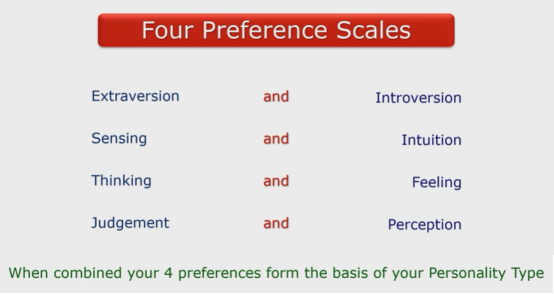 Four Preference Scales
Extraversion and Introversion
Sensing and Intuition
Thinking and Feeling
Judgement and Perception
When combined your 4 preferences form the basis of your Personality Type